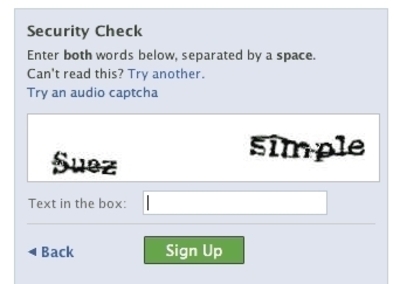 Security Check
Enter both words below, separated by a space.
Can't read this? Try another.
Try an audio captcha
Suez simple
Text in the box:
Back Sign Up